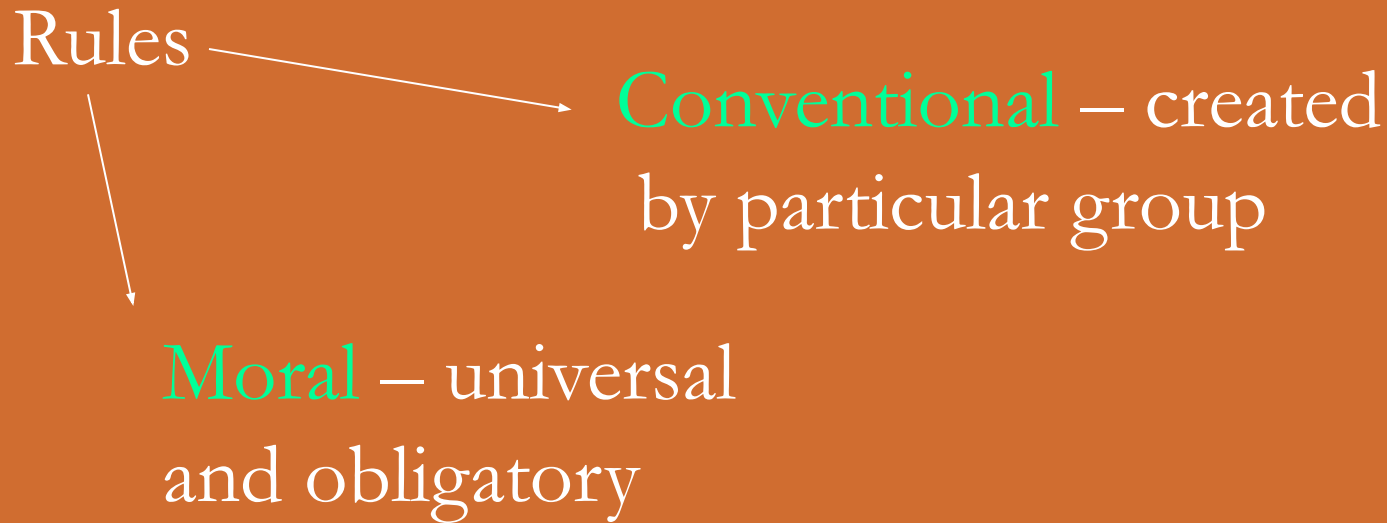 Rules
Conventional – created
by particular group
Moral – universal
and obligatory